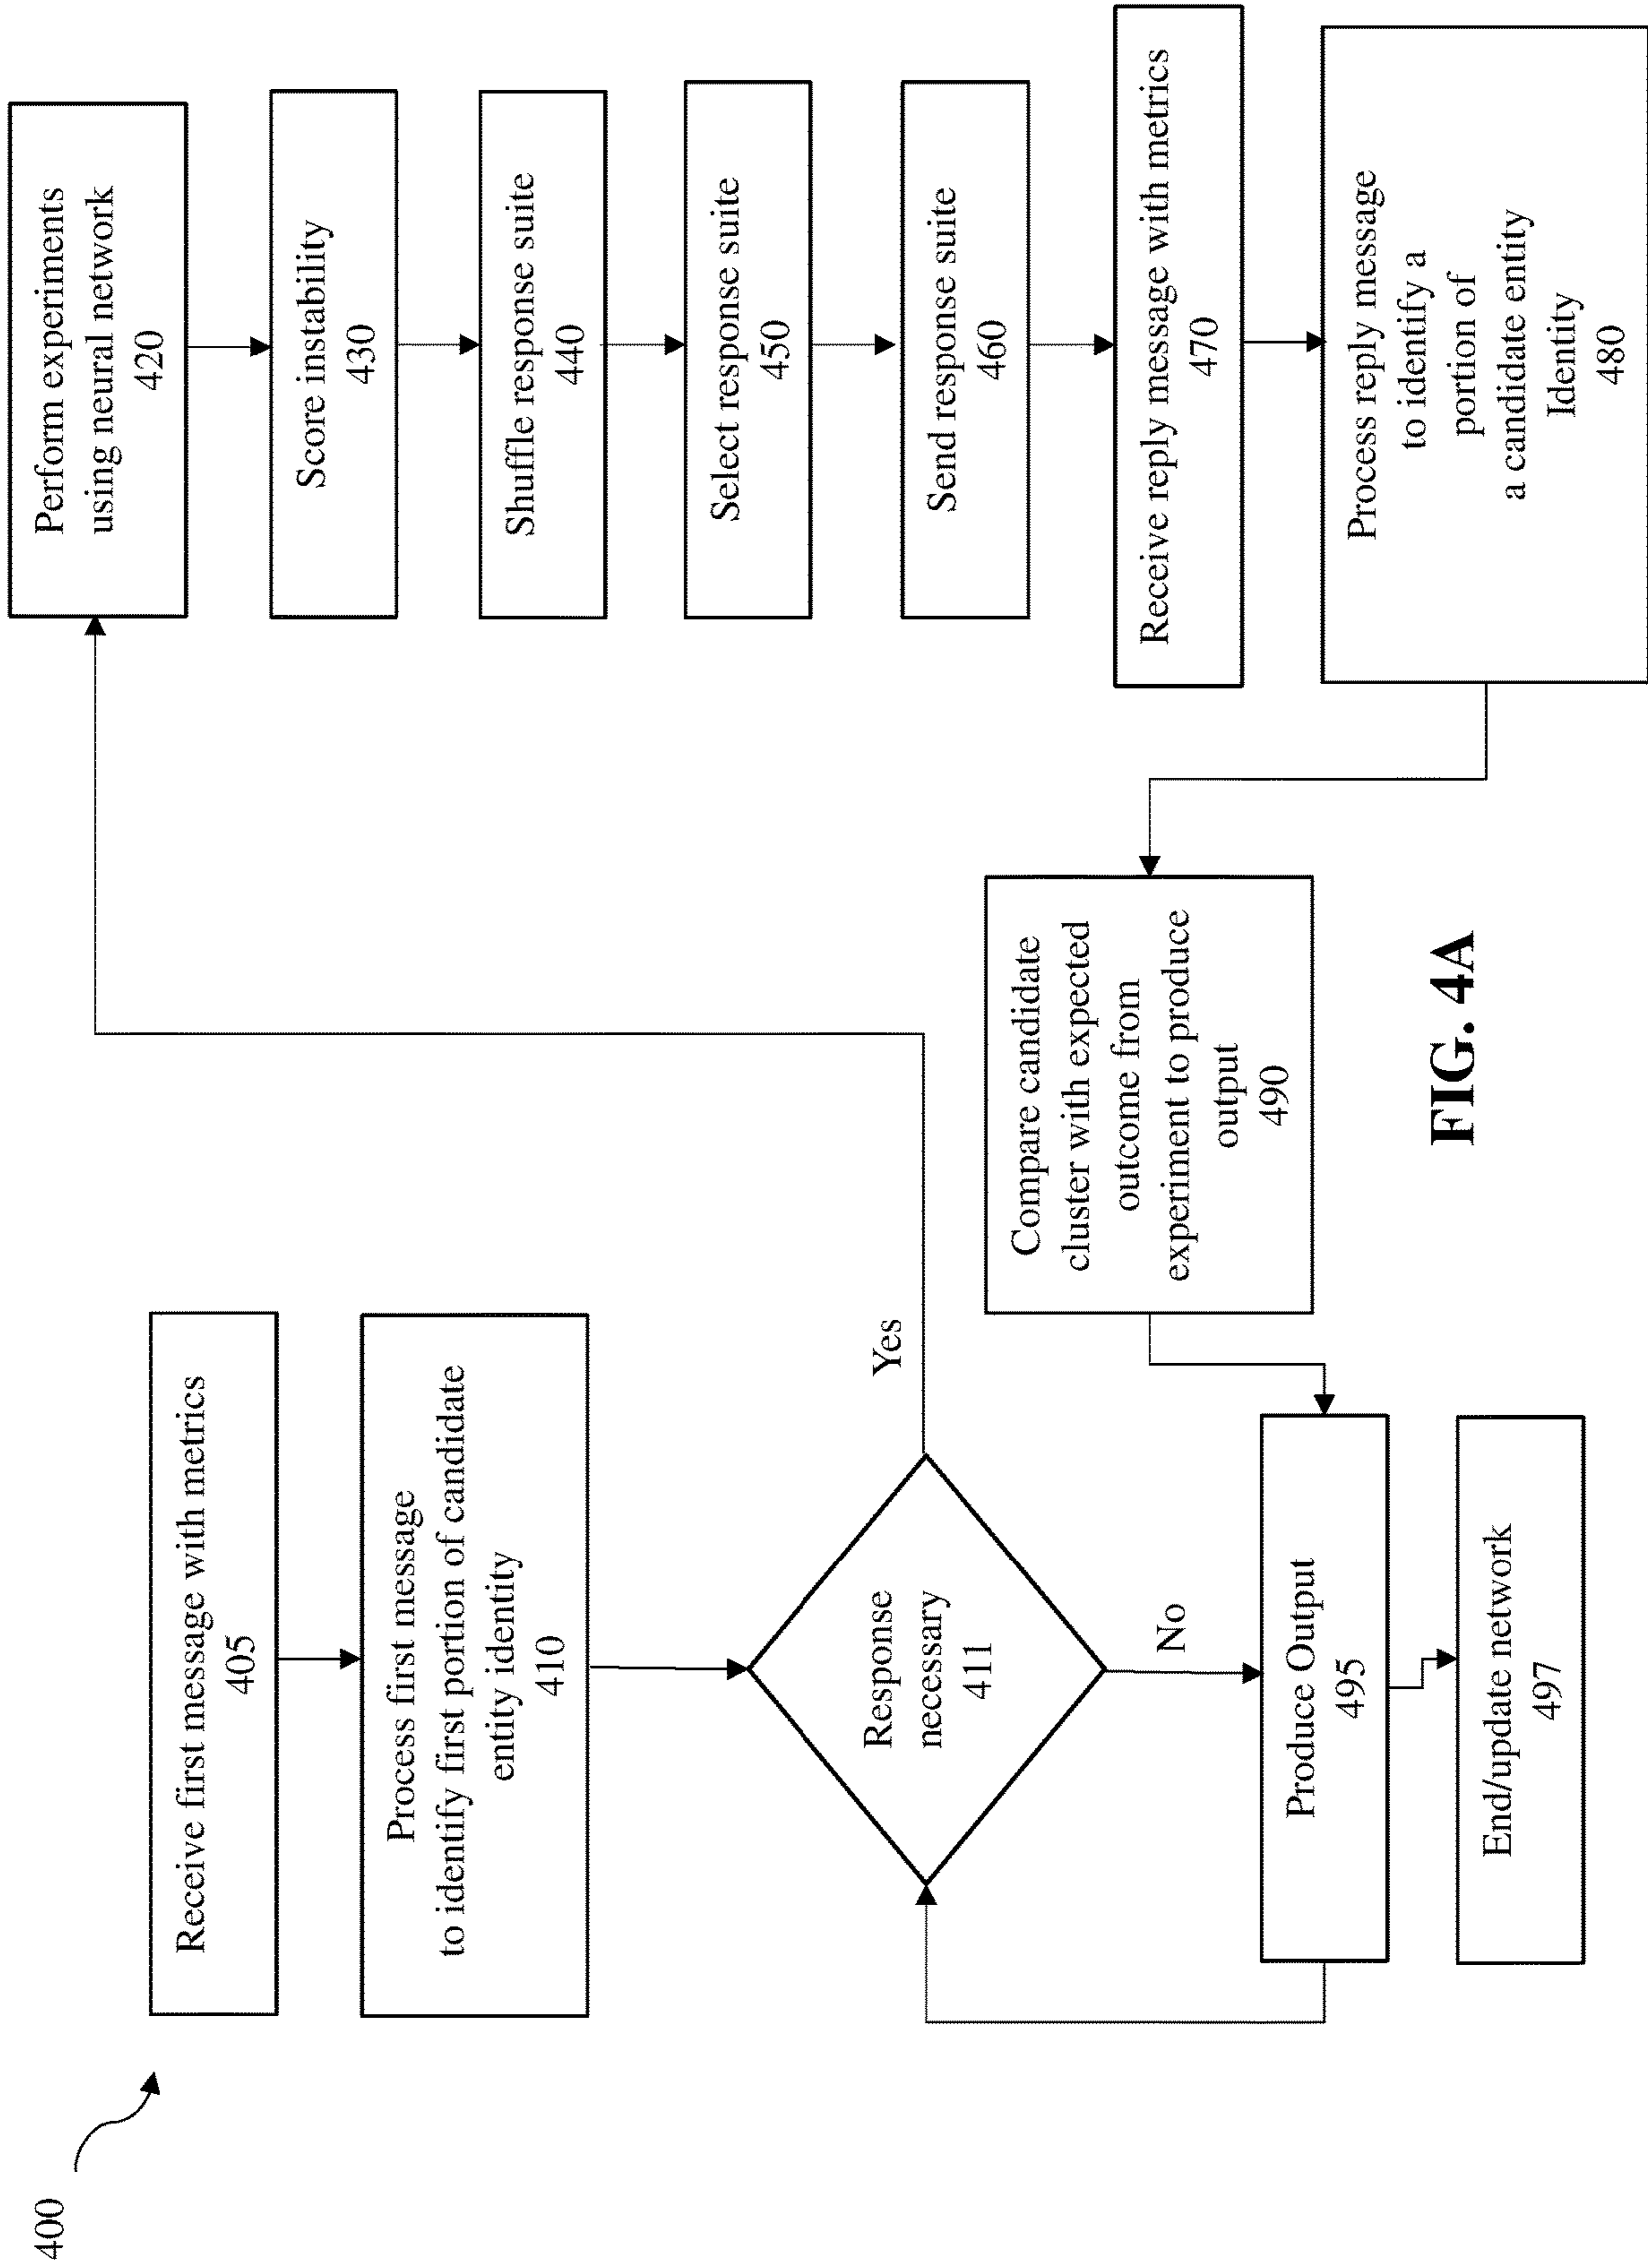 400
Receive first message with metrics
405
Process first message
to identify first portion of candidate
entity identity
410
Response
necessary
411
Yes
No
Produce Output
495
End/update network
497
Perform experiments
using neural network
420
Score instability
430
Shuffle response suite
440
Select response suite
450
Send response suite
460
Receive reply message with metrics
470
Process reply message
to identify a
portion of
a candidate entity
Identity
480
Compare candidate
cluster with expected
outcome from
experiment to produce
output
490
FIG. 4A